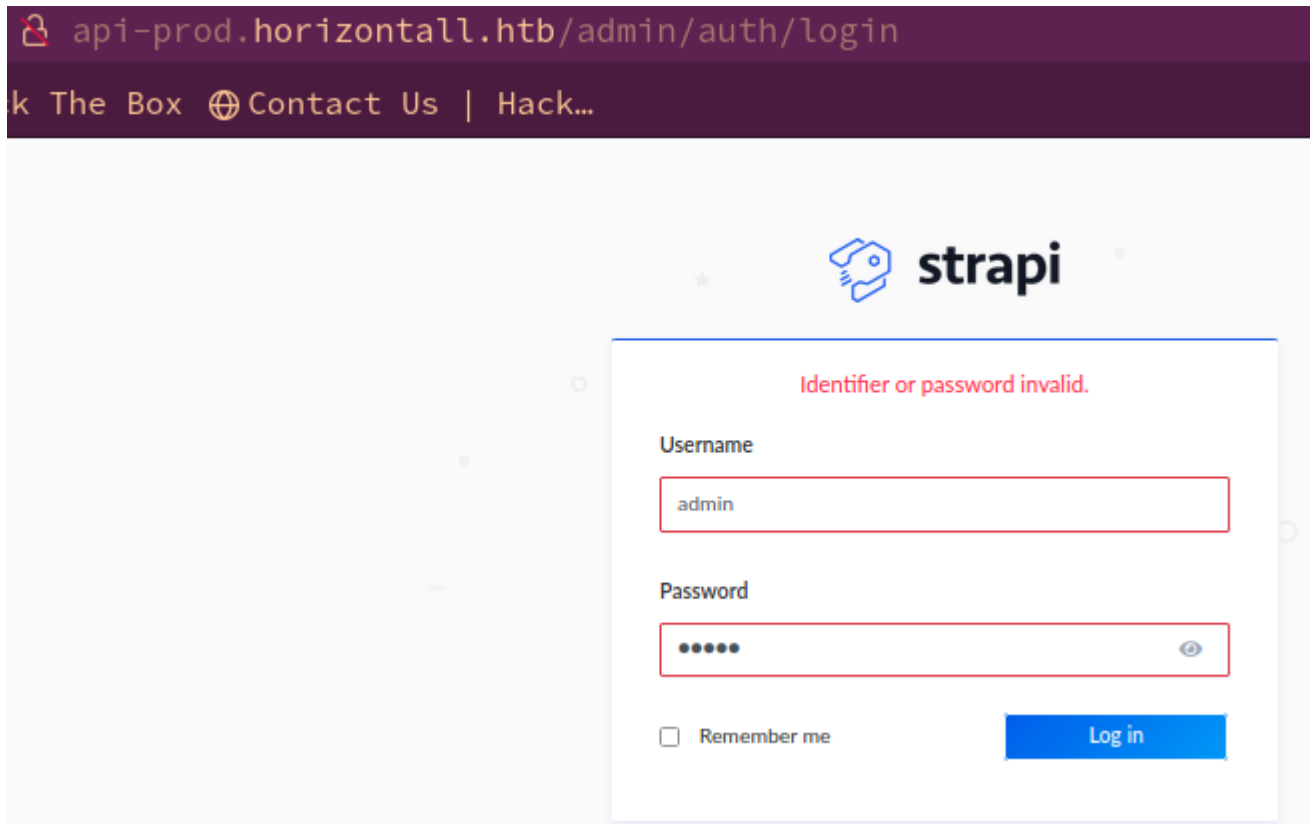 api-prod.horizontall.htb/admin/auth/login
k The Box Contact Us | Hack…
strapi
Identifier or password invalid.
Username
admin
Password
•••••
Remember me
Log in